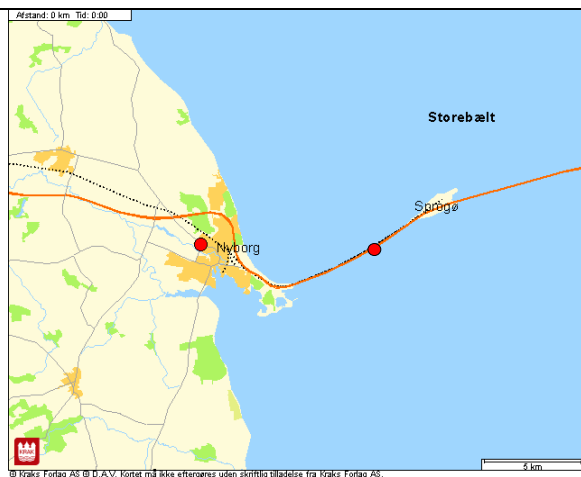 Afstand: 0 km Tid: 0:00
Storebælt
Sprogø
Nyborg
KRAK
5 km
© Kraks Forlag AS © D.A.V. Kortet må ikke eftergøres uden skriftlig tilladelse fra Kraks Forlag AS.